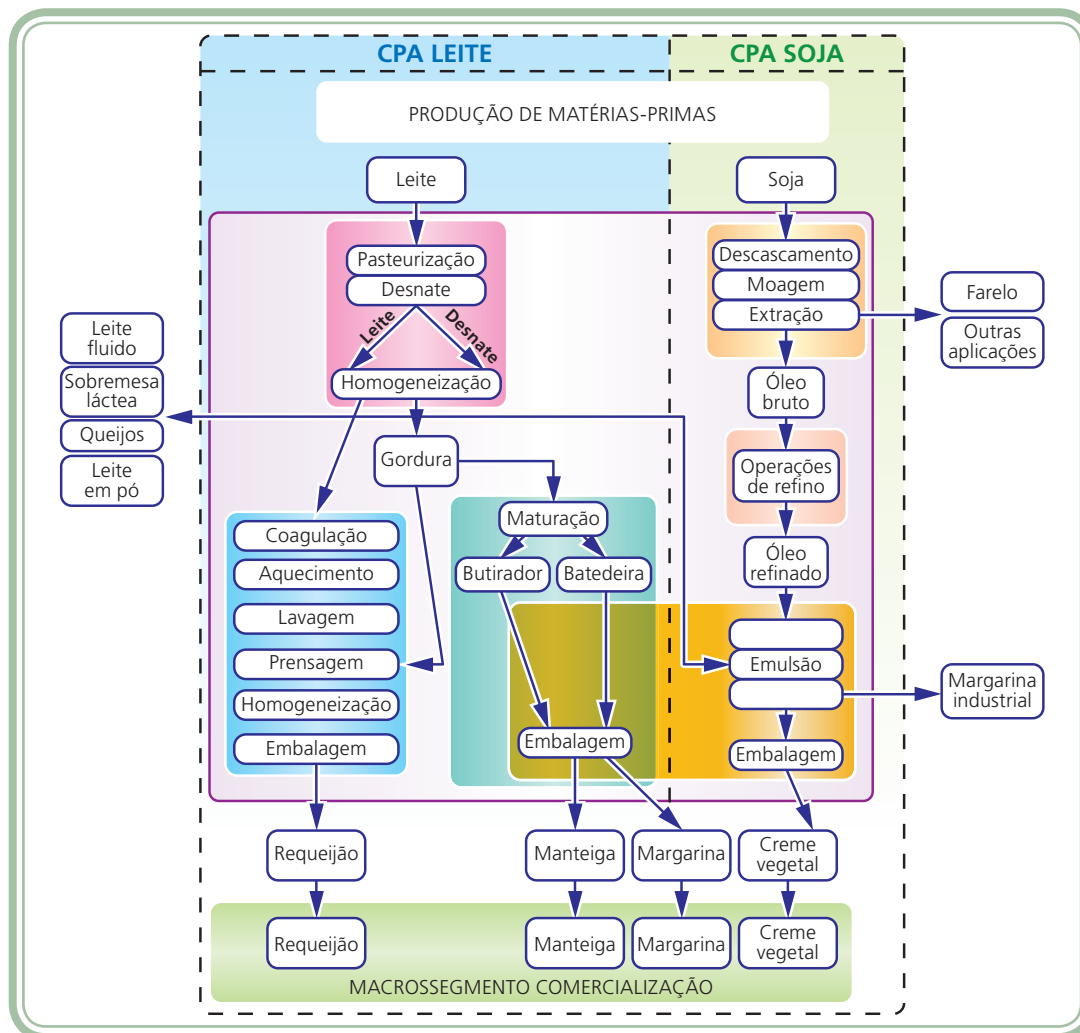 CPA LEITE
CPA SOJA
PRODUÇÃO DE MATÉRIAS-PRIMAS
Leite
Soja
Pasteurização
Desnate
Leite
Desnate
Homogeneização
Descascamento
Moagem
Extração
Farelo
Outras
aplicações
Leite
fluido
Sobremesa
láctea
Queijos
Leite
em pó
Óleo
bruto
Gordura
Operações
de refino
Maturação
Butirador
Batedeira
Óleo
refinado
Coagulação
Aquecimento
Lavagem
Prensagem
Homogeneização
Embalagem
Emulsão
Margarina
industrial
Embalagem
Embalagem
Requeijão
Manteiga
Margarina
Creme
vegetal
Requeijão
Manteiga
Margarina
Creme
vegetal
MACROSSEGMENTO COMERCIALIZAÇÃO